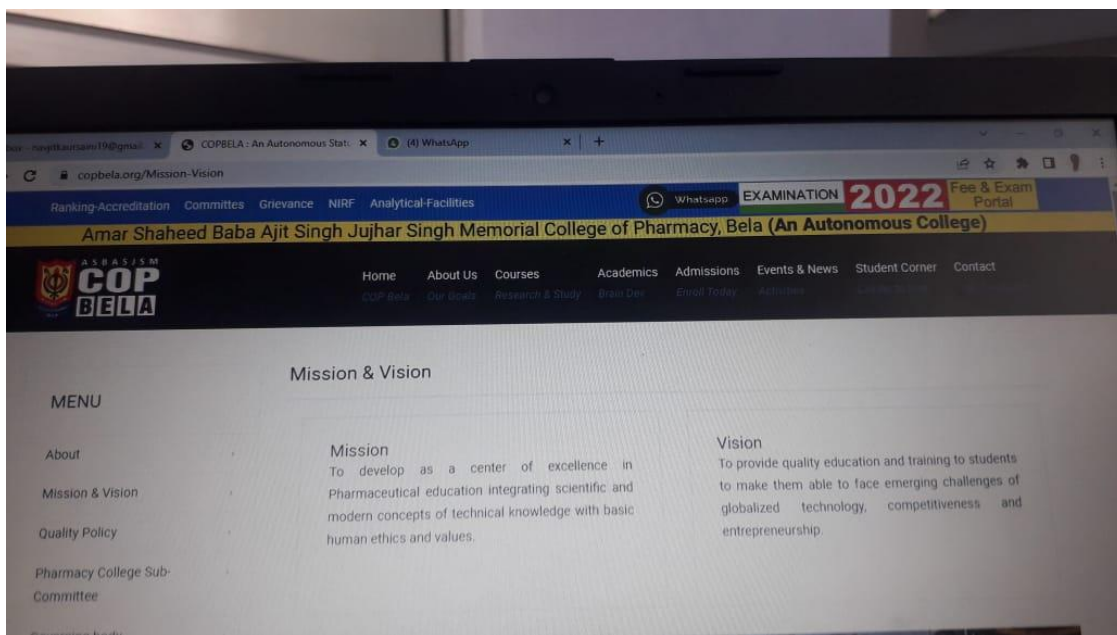 COPBELA : An Autonomous Statu
(4) WhatsApp
copbela.org/Mission-Vision
Ranking-Accreditation Committes Grievance NIRF Analytical-Facilities Whatsapp EXAMINATION 2022 Fee & Exam
Portal
Amar Shaheed Baba Ajit Singh Jujhar Singh Memorial College of Pharmacy, Bela (An Autonomous College)
ASBASJSM
COP
BELA
Home About Us Courses Academics Admissions Events & News Student Corner Contact
COP Bela Our Goals Research & Study Brain Dev Enroll Today Activities
Mission & Vision
MENU
About
Mission & Vision
Quality Policy
Pharmacy College Sub-
Committee
Mission
To develop as a center of excellence in
Pharmaceutical education integrating scientific and
modern concepts of technical knowledge with basic
human ethics and values.
Vision
To provide quality education and training to students
to make them able to face emerging challenges of
globalized technology, competitiveness and
entrepreneurship.